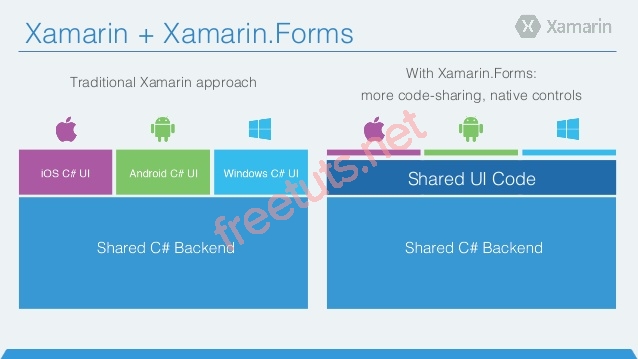 Xamarin + Xamarin.Forms
Xamarin
Traditional Xamarin approach
With Xamarin.Forms:
more code-sharing, native controls
iOS C# UI
Android C# UI
Windows C# UI
Shared UI Code
Shared C# Backend
Shared C# Backend
freetuts.net